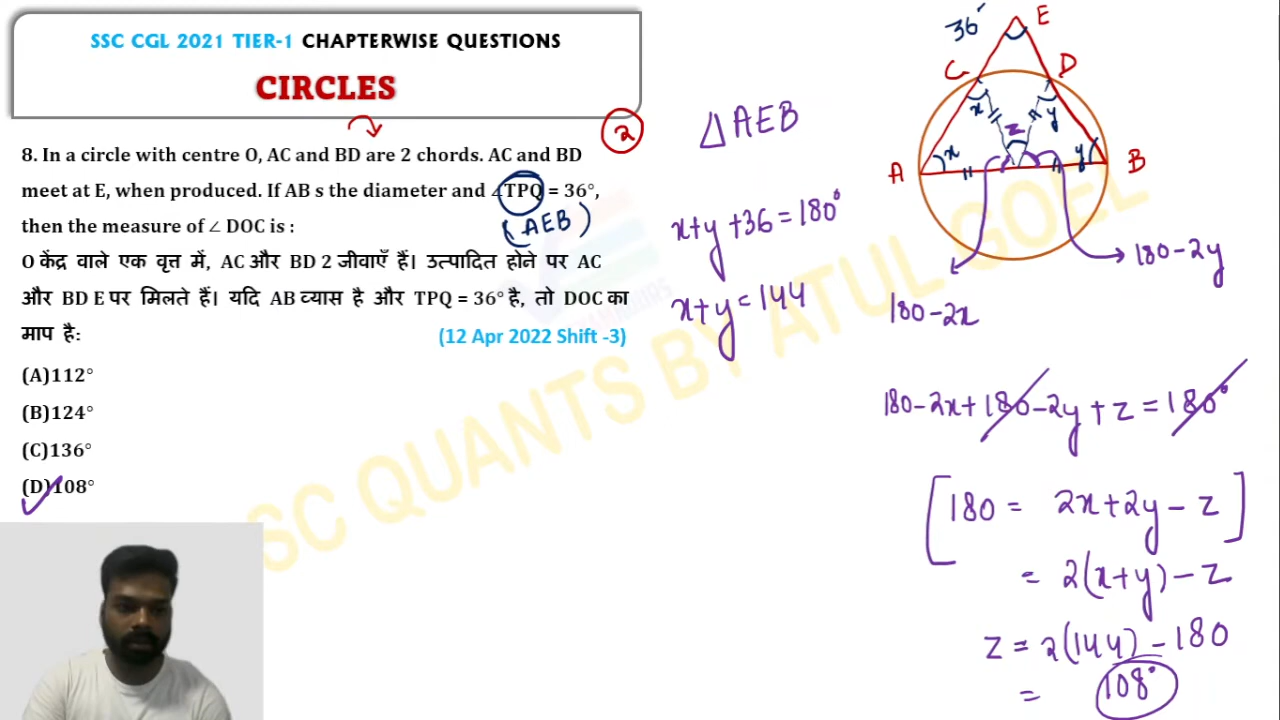 SSC CGL 2021 TIER-1 CHAPTERWISE QUESTIONS
CIRCLES
2
8. In a circle with centre O, AC and BD are 2 chords. AC and BD
meet at E, when produced. If AB s the diameter and ∠TPQ = 36°,
(AEB)
then the measure of ∠ DOC is :
O केंद्र वाले एक वृत्त में, AC और BD 2 जीवाएँ हैं। उत्पादित होने पर AC
और BD E पर मिलते हैं। यदि AB व्यास है और TPQ = 36° है, तो DOC का
माप है:
(12 Apr 2022 Shift -3)
(A)112°
(B)124°
(C)136°
(D)108°
△AEB
x+y+36=180°
x+y=144
36°
E
C
D
x
z
y
x
y
A
B
180-2y
180-2x
180-2x+180-2y+z=180°
[180 = 2x+2y-z]
= 2(x+y)-z
z = 2(144)-180
= 108°
SSC QUANTS BY ATUL GOEL